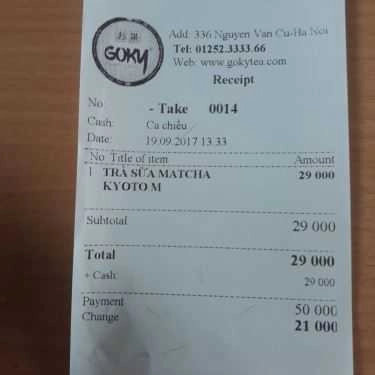 GOKY
Add: 336 Nguyen Van Cu-Ha Noi
Tel: 01252.3333.66
Web: www.gokytea.com
Receipt
No - Take 0014
Cash: Ca chiều
Date: 19.09.2017 13.33
No Title of item Amount
1 TRÀ SỮA MATCHA 29 000
KYOTO M
Subtotal 29 000
Total 29 000
+ Cash 29 000
Payment 50 000
Change 21 000